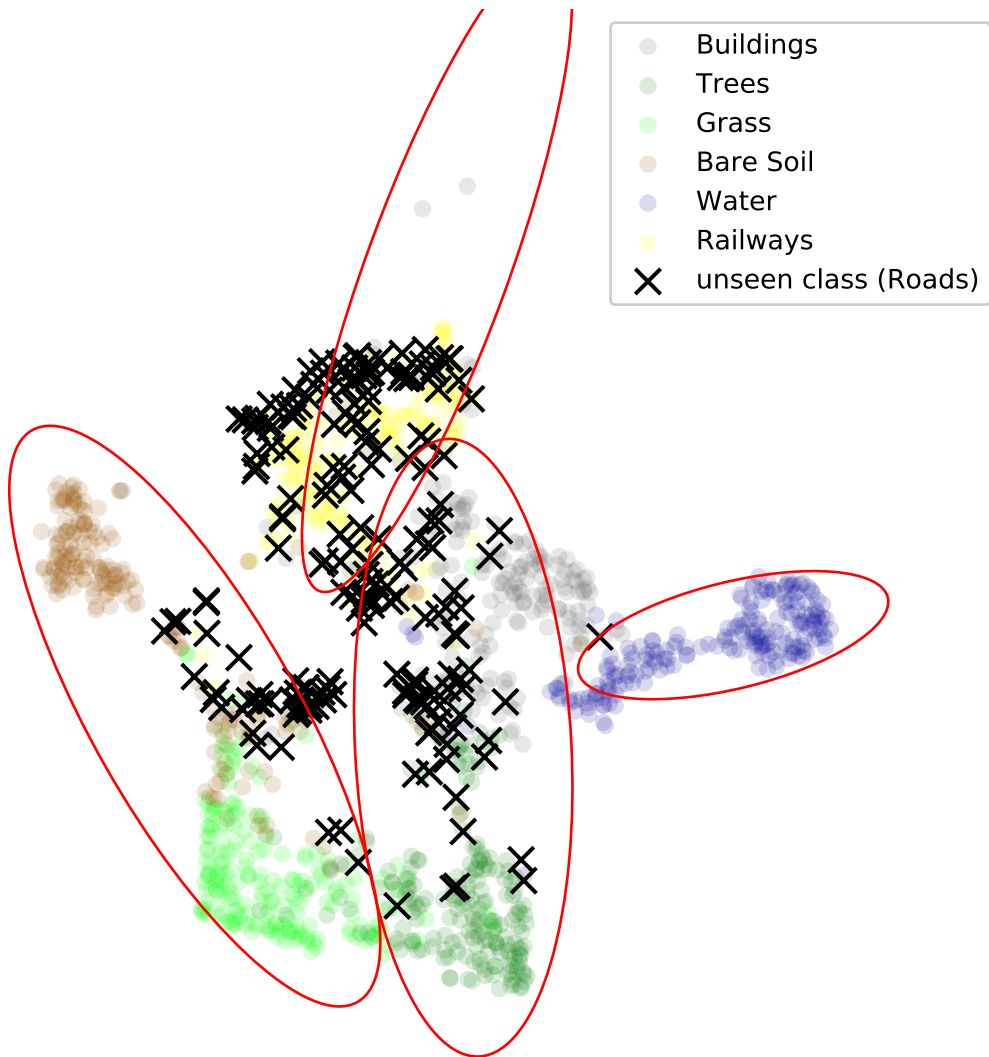 Buildings
Trees
Grass
Bare Soil
Water
Railways
unseen class (Roads)